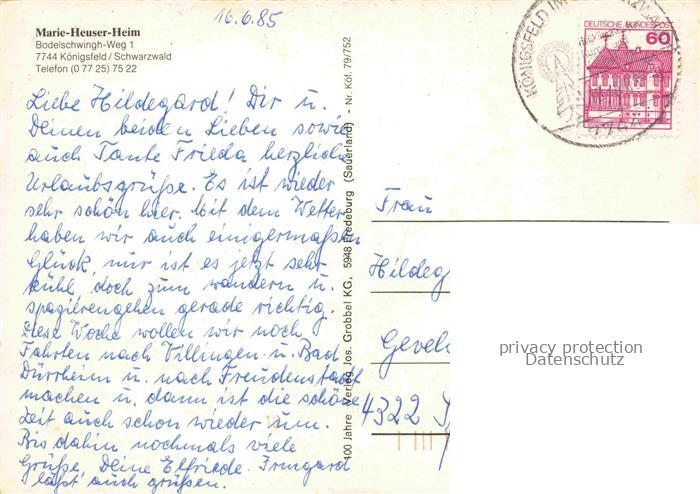 16.6.85
Marie-Heuser-Heim
Bodelschwingh-Weg 1
7744 Königsfeld / Schwarzwald
Telefon (0 77 25) 75 22
Liebe Hildegard! Dir u.
Deinen beiden Lieben sowie
auch Tante Frieda herzliche
Urlaubsgrüße. Es ist wieder
sehr schön hier. Mit dem Wetter
haben wir auch einigermaßen
Glück, nur ist es jetzt sehr
kühl, doch zum wandern u.
spazierengehen gerade richtig.
Diese Woche wollen wir noch
Fahrten nach Villingen u. Bad
Dürrheim u. nach Freudenstadt
machen u. dann ist die schöne
Zeit auch schon wieder um.
Bis dahin nochmals viele
Grüße, Deine Elfriede. Irmgard
läßt auch grüßen.
100 Jahre Verlag Jos. Grobbel KG, 5948 Fredeburg (Sauerland) - Nr. Köf. 79/752
KÖNIGSFELD IM SCHWARZWALD
DEUTSCHE BUNDESPOST
60
7744
Frau
Hildeg
Gevel
4322
privacy protection
Datenschutz